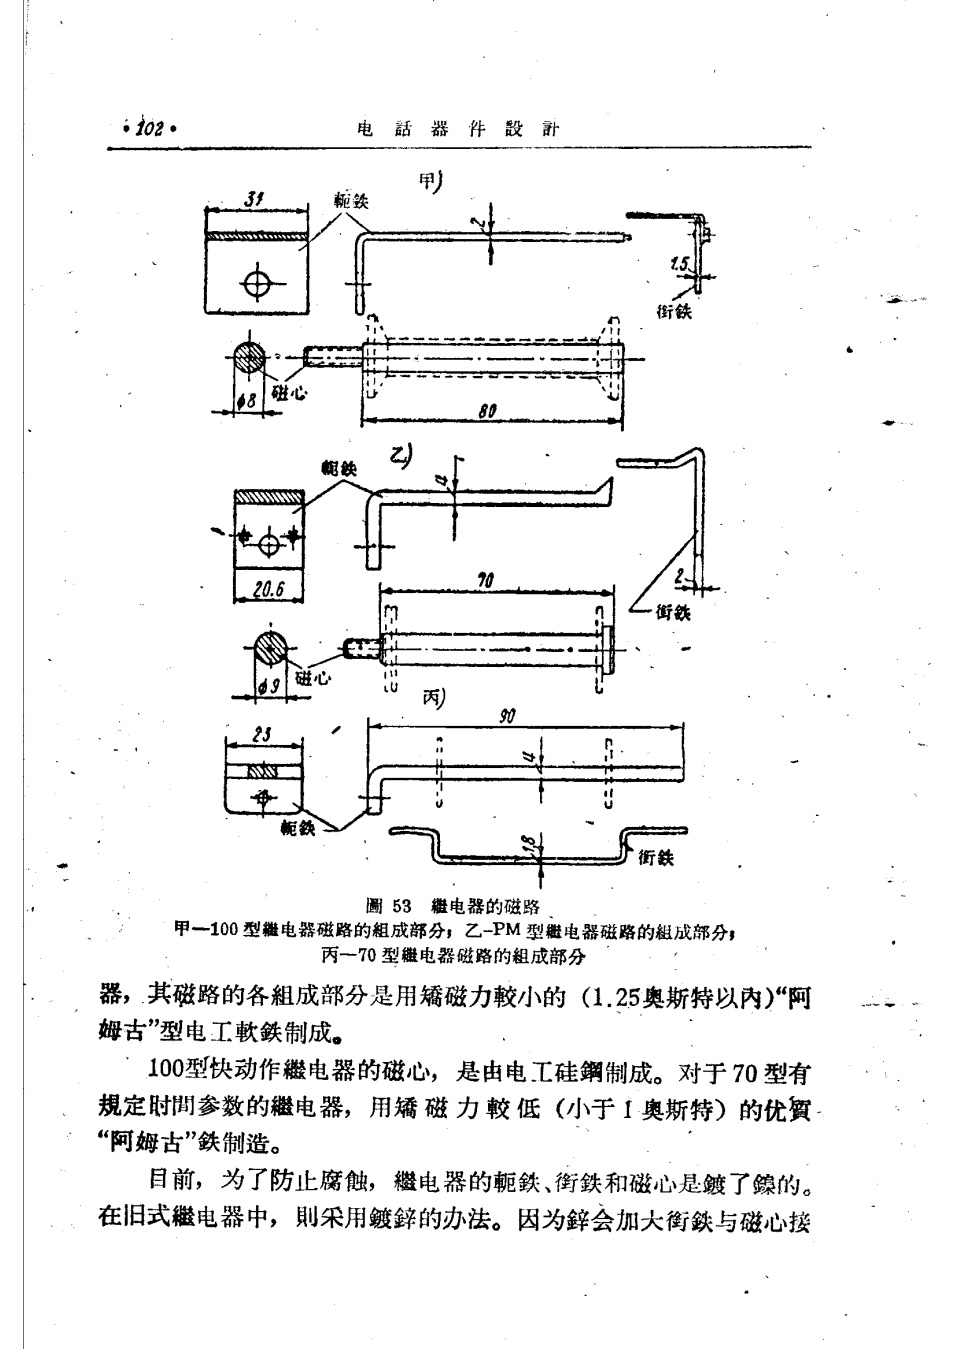 •102•
电話器件設計
甲)
31
軛鉄
2
1.5
銜鉄
磁心
φ8
80
乙)
軛鉄
4
20.6
70
2
銜鉄
磁心
φ9
丙)
90
23
4
軛鉄
1,8
銜鉄
圖 53 繼电器的磁路
甲—100 型繼电器磁路的組成部分；乙-PM 型繼电器磁路的組成部分；
丙—70 型繼电器磁路的組成部分
器，其磁路的各組成部分是用矯磁力較小的（1.25奧斯特以內）“阿
姆古”型电工軟鉄制成。
100型快动作繼电器的磁心，是由电工硅鋼制成。对于 70 型有
規定时間参数的繼电器，用矯磁力較低（小于 1 奧斯特）的优質
“阿姆古”鉄制造。
目前，为了防止腐蝕，繼电器的軛鉄、銜鉄和磁心是鍍了鎳的。
在旧式繼电器中，則采用鍍鋅的办法。因为鋅会加大銜鉄与磁心接